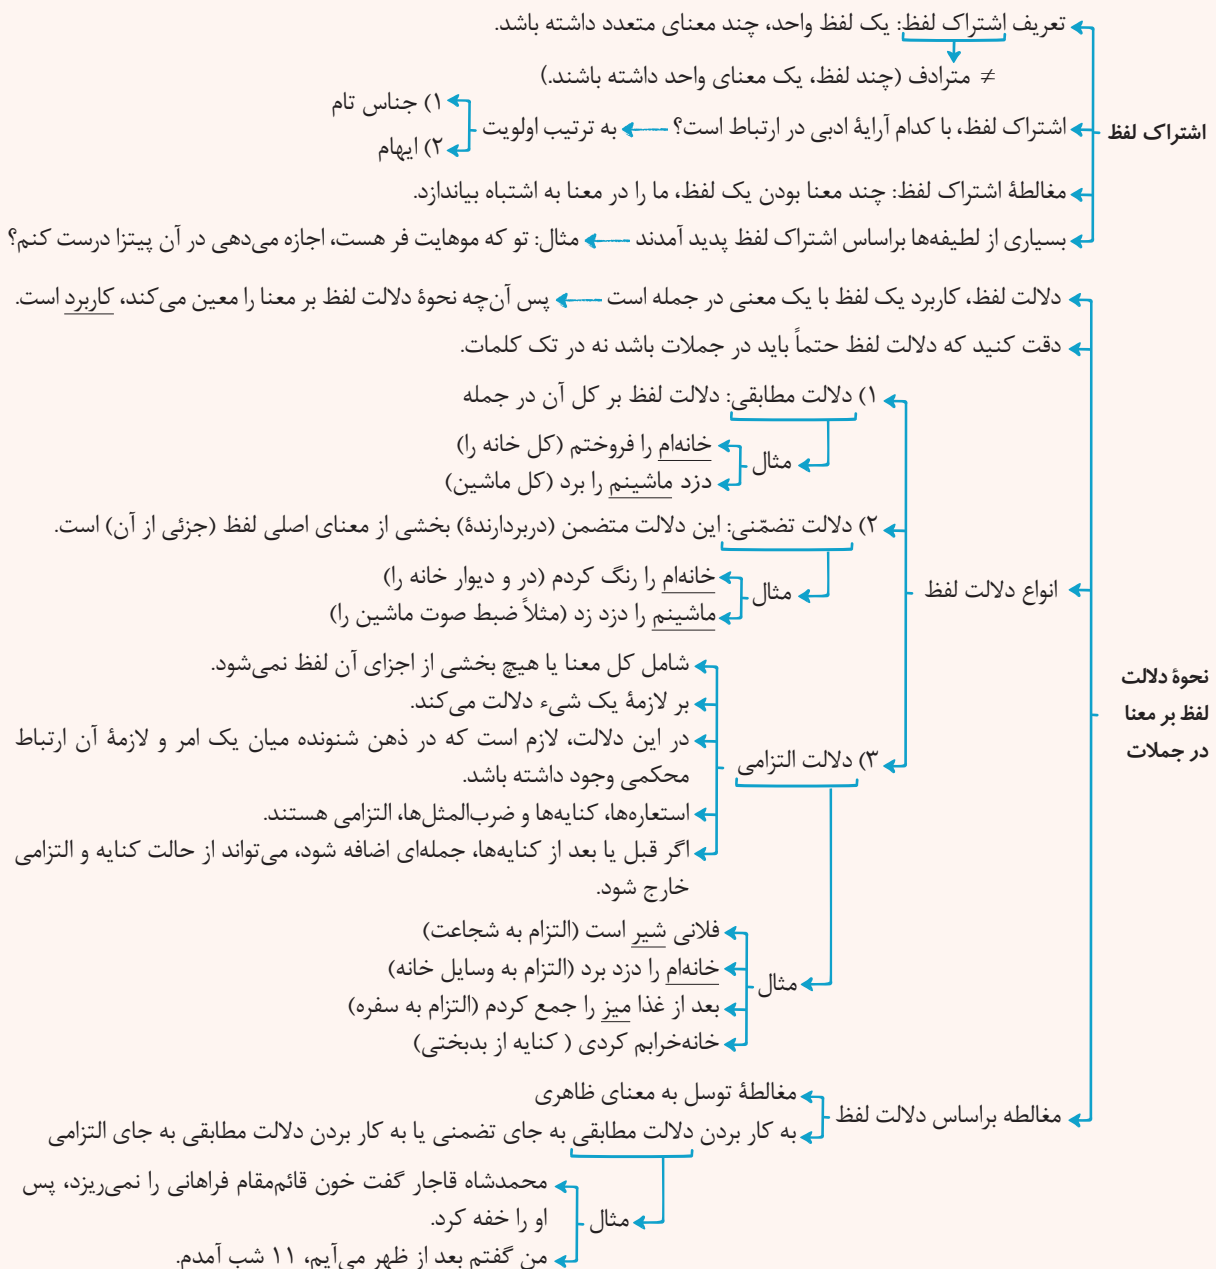 تعریف اشتراک لفظ: یک لفظ واحد، چند معنای متعدد داشته باشد.
≠ مترادف (چند لفظ، یک معنای واحد داشته باشند.)
اشتراک لفظ
اشتراک لفظ، با کدام آرایهٔ ادبی در ارتباط است؟ به ترتیب اولویت
۱) جناس تام
۲) ایهام
مغالطهٔ اشتراک لفظ: چند معنا بودن یک لفظ، ما را در معنا به اشتباه بیاندازد.
بسیاری از لطیفه‌ها براساس اشتراک لفظ پدید آمدند مثال: تو که موهایت فر هست، اجازه می‌دهی در آن پیتزا درست کنم؟
نحوهٔ دلالت
لفظ بر معنا
در جملات
دلالت لفظ، کاربرد یک لفظ با یک معنی در جمله است پس آن‌چه نحوهٔ دلالت لفظ بر معنا را معین می‌کند، کاربرد است.
دقت کنید که دلالت لفظ حتماً باید در جملات باشد نه در تک کلمات.
انواع دلالت لفظ
۱) دلالت مطابقی: دلالت لفظ بر کل آن در جمله
مثال
خانه‌ام را فروختم (کل خانه را)
دزد ماشینم را برد (کل ماشین)
۲) دلالت تضمّنی: این دلالت متضمن (دربردارندهٔ) بخشی از معنای اصلی لفظ (جزئی از آن) است.
مثال
خانه‌ام را رنگ کردم (در و دیوار خانه را)
ماشینم را دزد زد (مثلاً ضبط صوت ماشین را)
۳) دلالت التزامی
شامل کل معنا یا هیچ بخشی از اجزای آن لفظ نمی‌شود.
بر لازمهٔ یک شیء دلالت می‌کند.
در این دلالت، لازم است که در ذهن شنونده میان یک امر و لازمهٔ آن ارتباط
محکمی وجود داشته باشد.
استعاره‌ها، کنایه‌ها و ضرب‌المثل‌ها، التزامی هستند.
اگر قبل یا بعد از کنایه‌ها، جمله‌ای اضافه شود، می‌تواند از حالت کنایه و التزامی
خارج شود.
مثال
فلانی شیر است (التزام به شجاعت)
خانه‌ام را دزد برد (التزام به وسایل خانه)
بعد از غذا میز را جمع کردم (التزام به سفره)
خانه‌خرابم کردی ( کنایه از بدبختی)
مغالطه براساس دلالت لفظ
مغالطهٔ توسل به معنای ظاهری
به کار بردن دلالت مطابقی به جای تضمنی یا به کار بردن دلالت مطابقی به جای التزامی
مثال
محمدشاه قاجار گفت خون قائم‌مقام فراهانی را نمی‌ریزد، پس
او را خفه کرد.
من گفتم بعد از ظهر می‌آیم، ۱۱ شب آمدم.